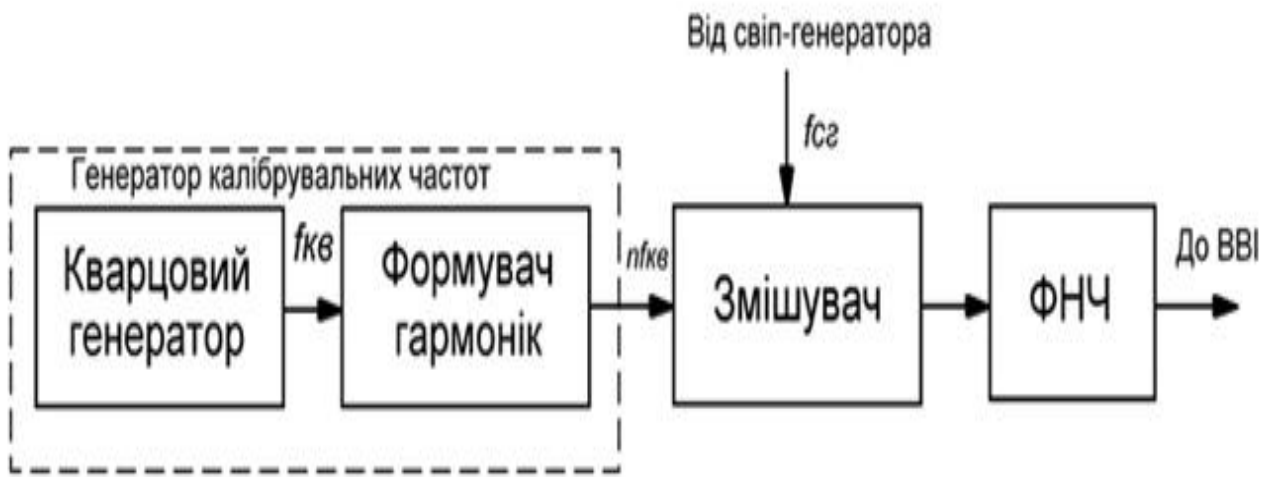 Від свіп-генератора
fсг
Генератор калібрувальних частот
Кварцовий
генератор
fкв
Формувач
гармонік
nfкв
Змішувач
ФНЧ
До ВВІ